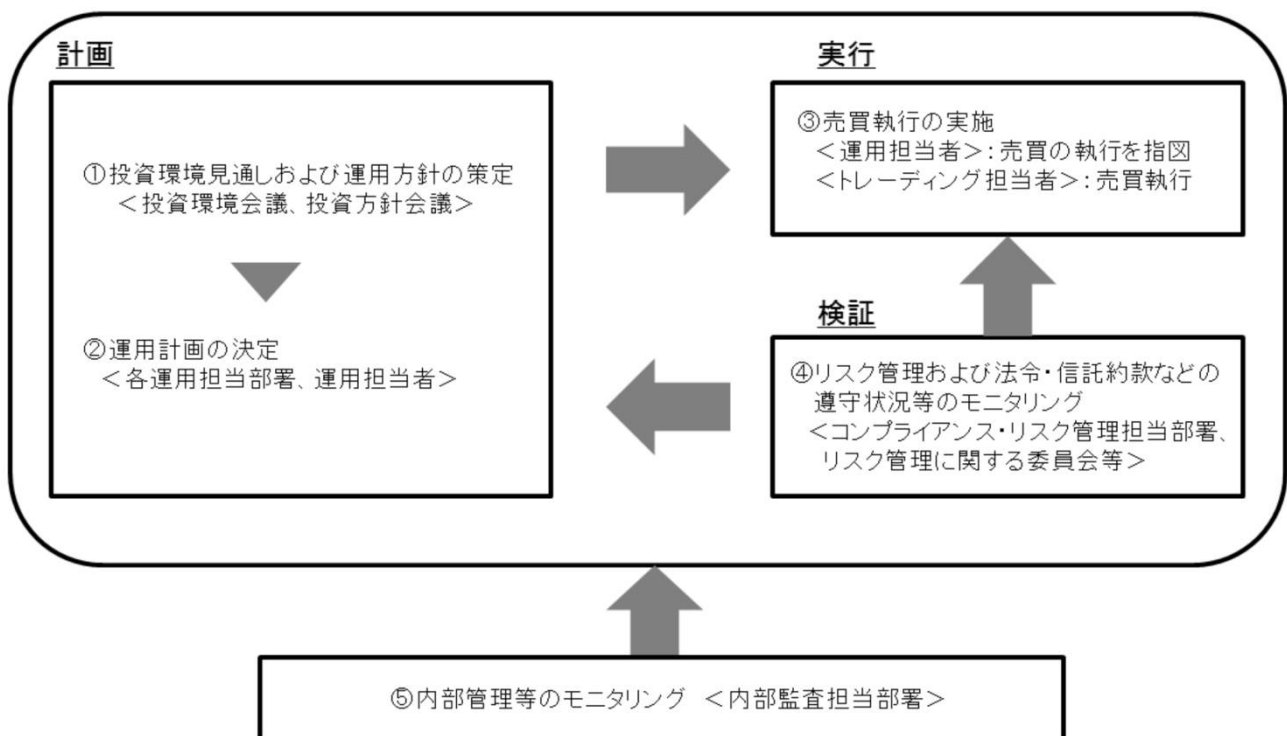 計画
①投資環境見通しおよび運用方針の策定
＜投資環境会議、投資方針会議＞
②運用計画の決定
＜各運用担当部署、運用担当者＞
実行
③売買執行の実施
＜運用担当者＞：売買の執行を指図
＜トレーディング担当者＞：売買執行
検証
④リスク管理および法令・信託約款などの
遵守状況等のモニタリング
＜コンプライアンス・リスク管理担当部署、
リスク管理に関する委員会等＞
⑤内部管理等のモニタリング ＜内部監査担当部署＞